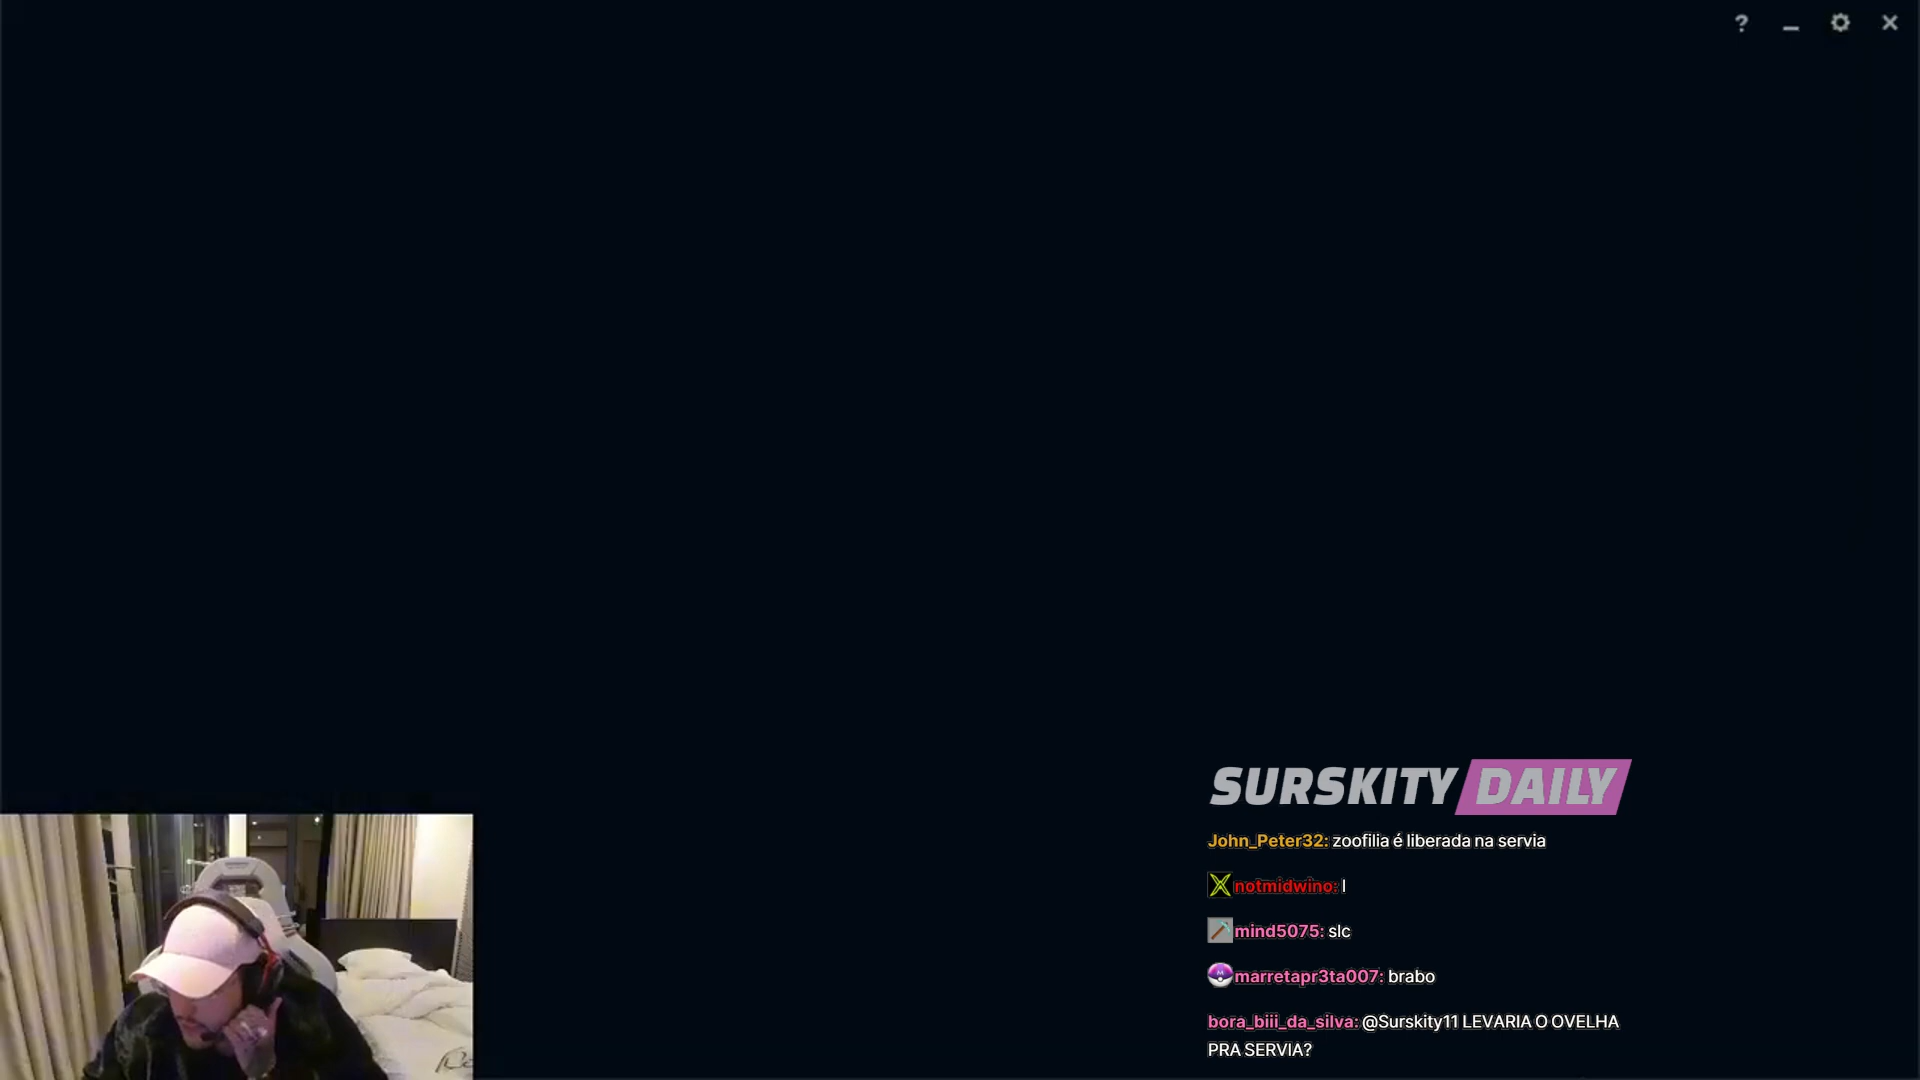 ?
SURSKITY DAILY
John_Peter32: zoofilia é liberada na servia
notmidwino: l
mind5075: slc
marretapr3ta007: brabo
bora_biii_da_silva: @Surskity11 LEVARIA O OVELHA
PRA SERVIA?